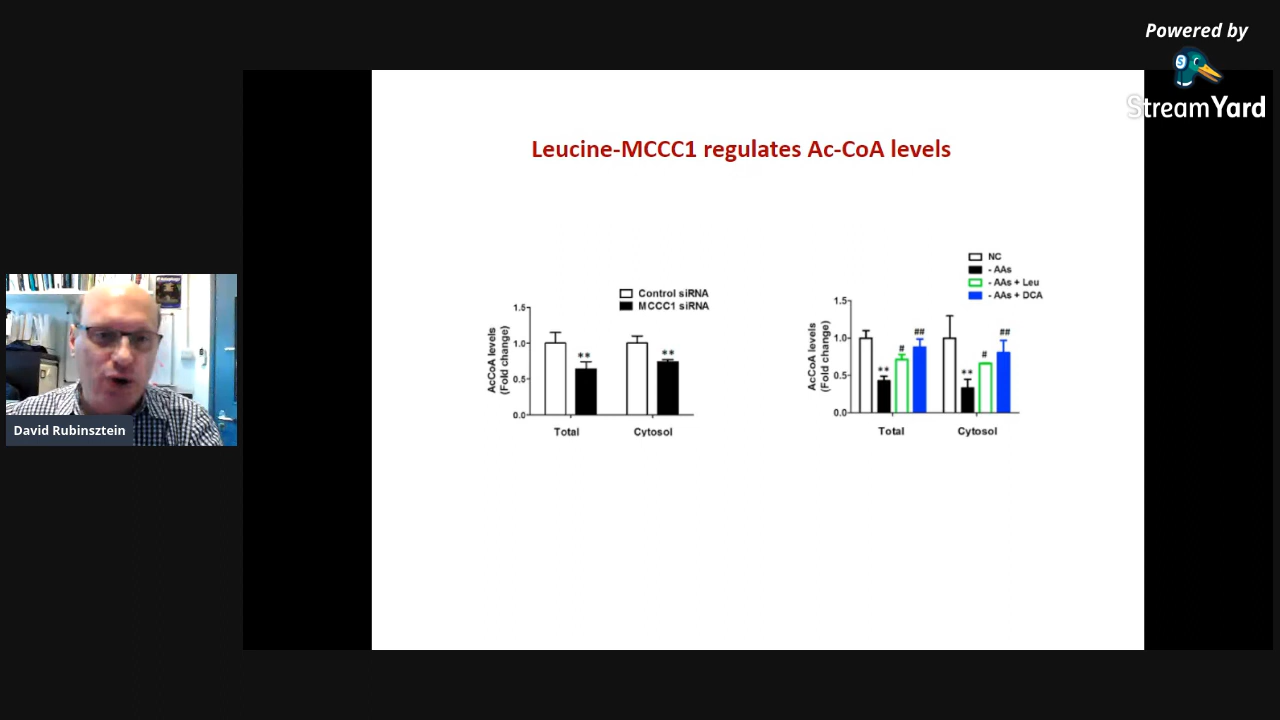 Powered by
StreamYard
Leucine-MCCC1 regulates Ac-CoA levels
Control siRNA
MCCC1 siRNA
AcCoA levels
(Fold change)
1.5
1.0
0.5
0.0
**
**
Total
Cytosol
NC
- AAs
- AAs + Leu
- AAs + DCA
AcCoA levels
(Fold change)
1.5
1.0
0.5
0.0
**
#
##
**
#
##
Total
Cytosol
David Rubinsztein